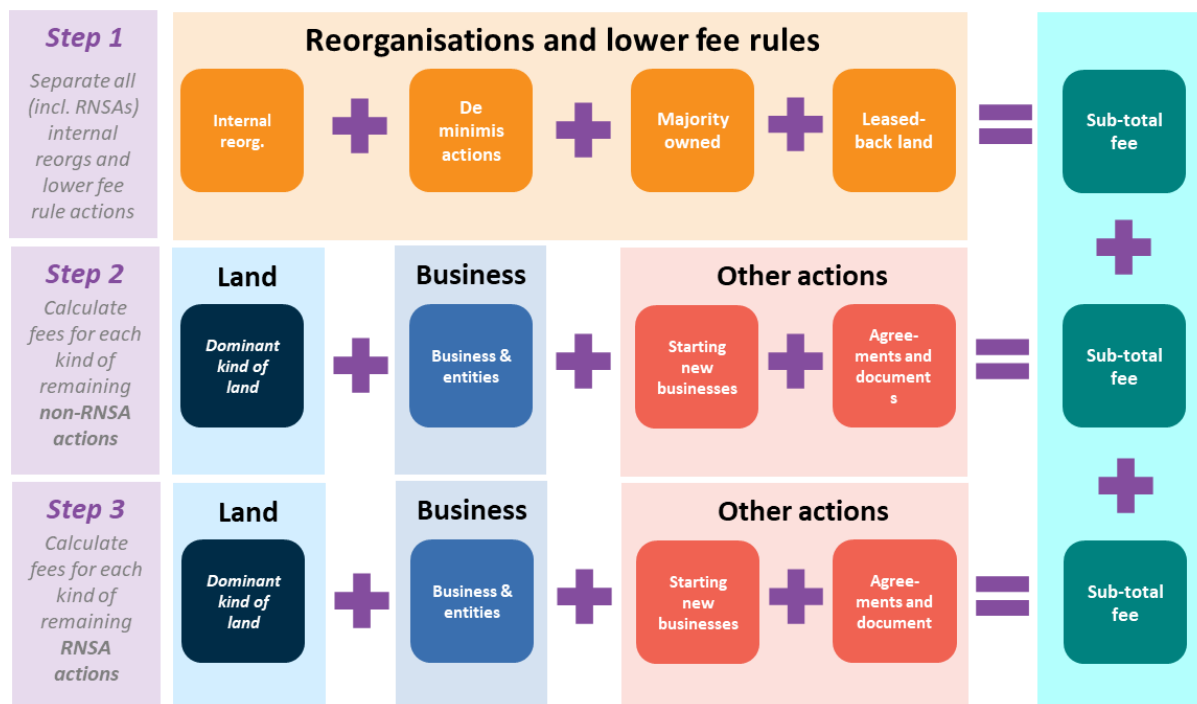 Step 1
Separate all
(incl. RNSAs)
internal
reorgs and
lower fee
rule actions
Reorganisations and lower fee rules
Internal
reorg.
De
minimis
actions
Majority
owned
Leased-
back land
Sub-total
fee
Step 2
Calculate
fees for each
kind of
remaining
non-RNSA
actions
Land
Dominant
kind of
land
Business
Business &
entities
Other actions
Starting
new
businesses
Agree-
ments and
document
s
Sub-total
fee
Step 3
Calculate
fees for each
kind of
remaining
RNSA
actions
Land
Dominant
kind of
land
Business
Business &
entities
Other actions
Starting
new
businesses
Agree-
ments and
document
Sub-total
fee